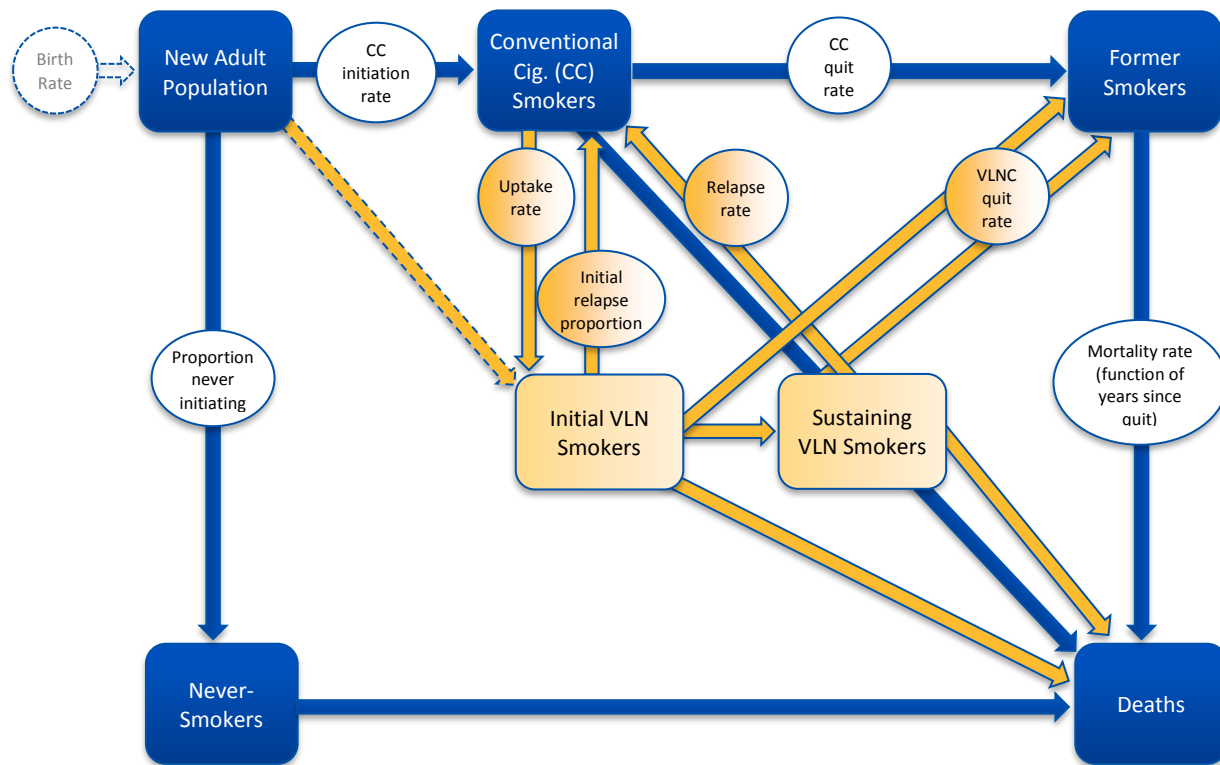 Birth
Rate
New Adult
Population
CC
initiation
rate
Conventional
Cig. (CC)
Smokers
CC
quit
rate
Former
Smokers
Uptake
rate
Relapse
rate
VLNC
quit
rate
Initial
relapse
proportion
Proportion
never
initiating
Mortality rate
(function of
years since
quit)
Initial VLN
Smokers
Sustaining
VLN Smokers
Never-
Smokers
Deaths